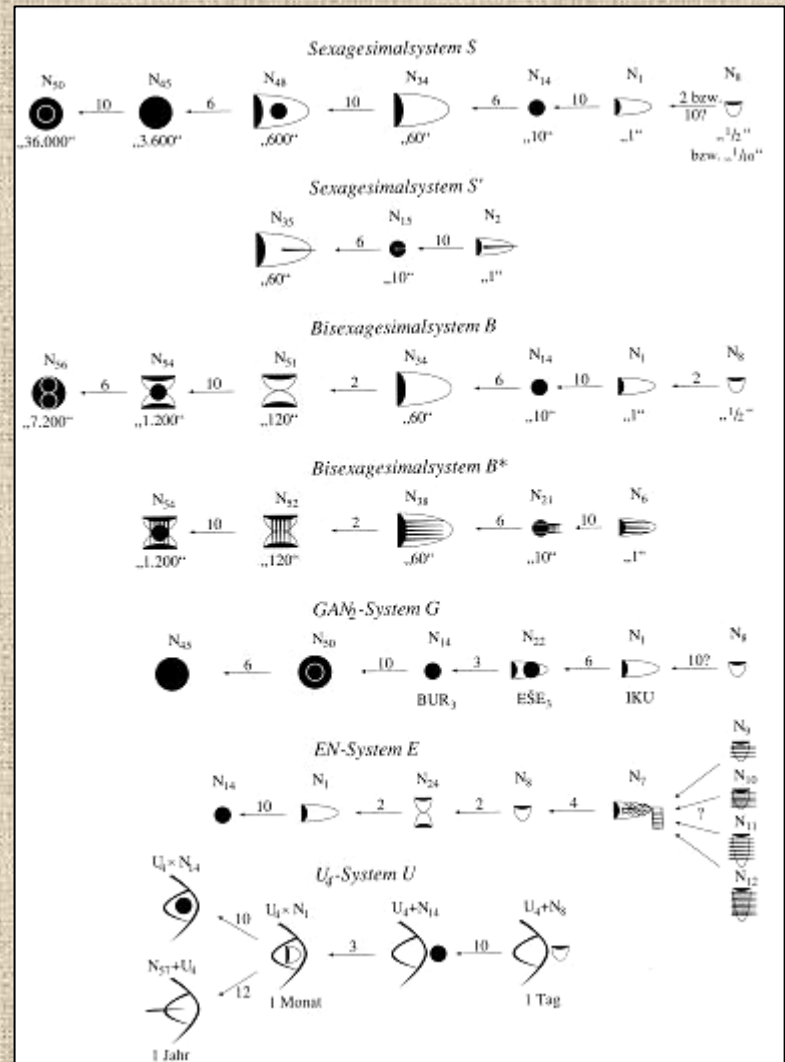 Sexagesimalsystem S
N50 N45 N48 N34 N14 N1 N8
10 6 10 6 10 2 bzw. 10?
„36.000“ „3.600“ „600“ „60“ „10“ „1“ „1/2“
bzw. „1/10“
Sexagesimalsystem S'
N35 N15 N2
6 10
„60“ „10“ „1“
Bisexagesimalsystem B
N56 N54 N51 N34 N14 N1 N8
6 10 2 6 10 2
„7.200“ „1.200“ „120“ „60“ „10“ „1“ „1/2“
Bisexagesimalsystem B*
N52 N38 N21 N6
10 2 6 10
„1.200“ „120“ „60“ „10“ „1“
GAN2-System G
N45 N50 N14 N22 N1 N8
6 10 3 6 10?
BUR3 EŠE3 IKU
EN-System E
N9
N14 N1 N24 N8 N7 N10
10 2 2 4 ?
N11
N12
U4-System U
U4×N14
U4×N1 U4+N14 U4+N8
10 3 10
N57+U4
12
1 Monat 1 Tag
1 Jahr